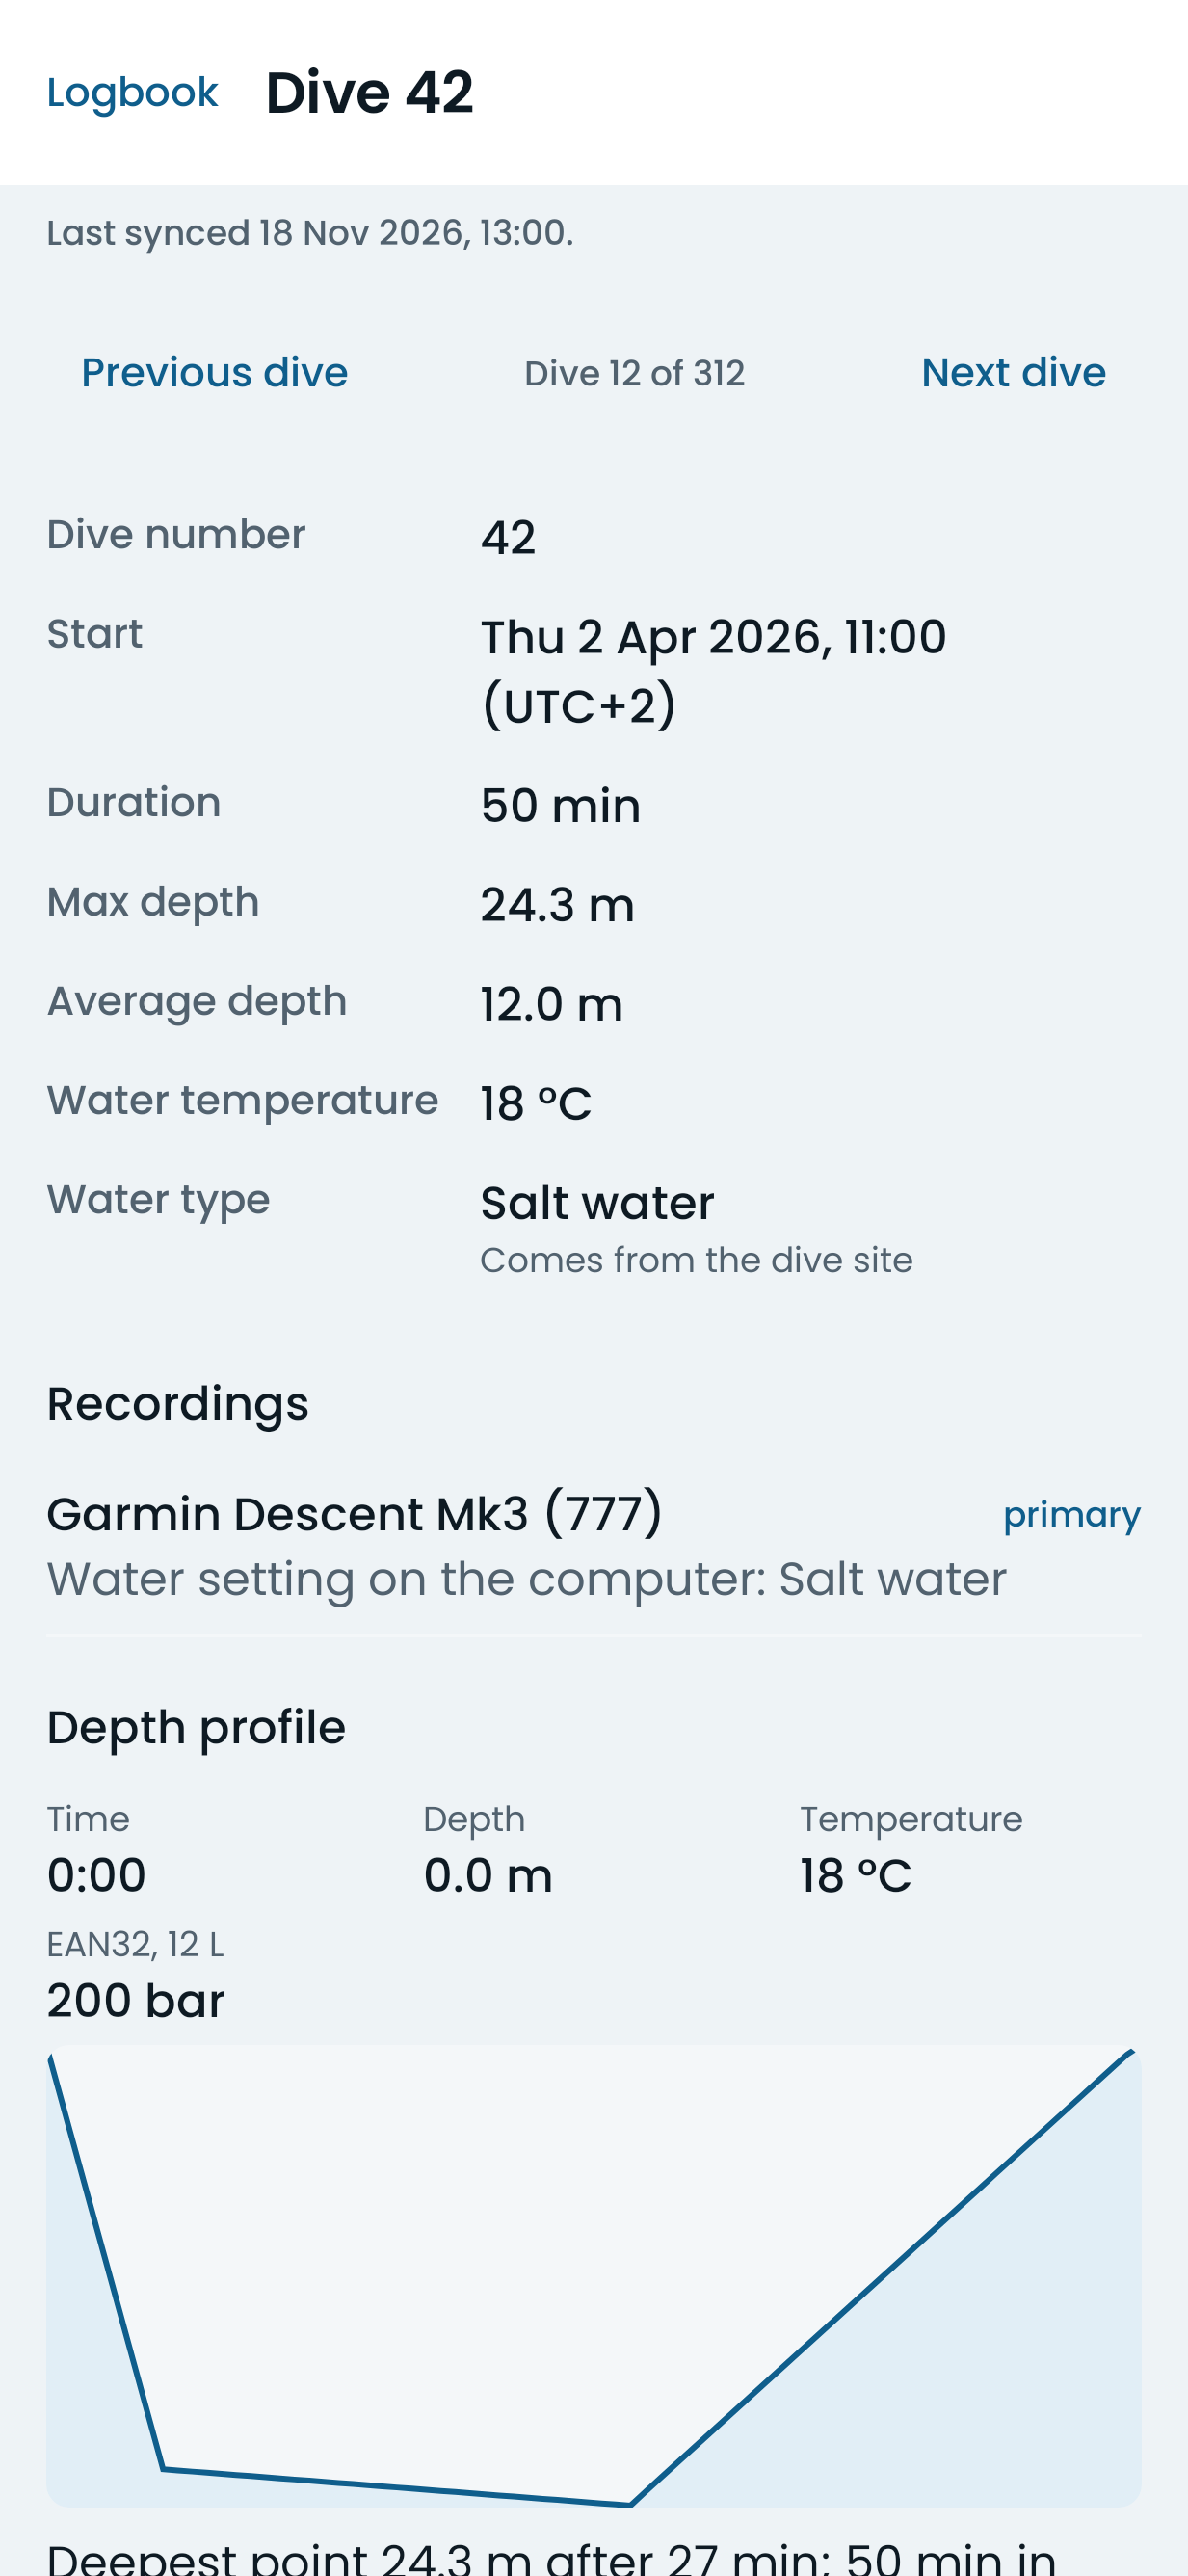 Logbook Dive 42
Last synced 18 Nov 2026, 13:00.
Previous dive Dive 12 of 312 Next dive
Dive number 42
Start Thu 2 Apr 2026, 11:00
(UTC+2)
Duration 50 min
Max depth 24.3 m
Average depth 12.0 m
Water temperature 18 °C
Water type Salt water
Comes from the dive site
Recordings
Garmin Descent Mk3 (777) primary
Water setting on the computer: Salt water
Depth profile
Time Depth Temperature
0:00 0.0 m 18 °C
EAN32, 12 L
200 bar
Deepest point 24.3 m after 27 min; 50 min in